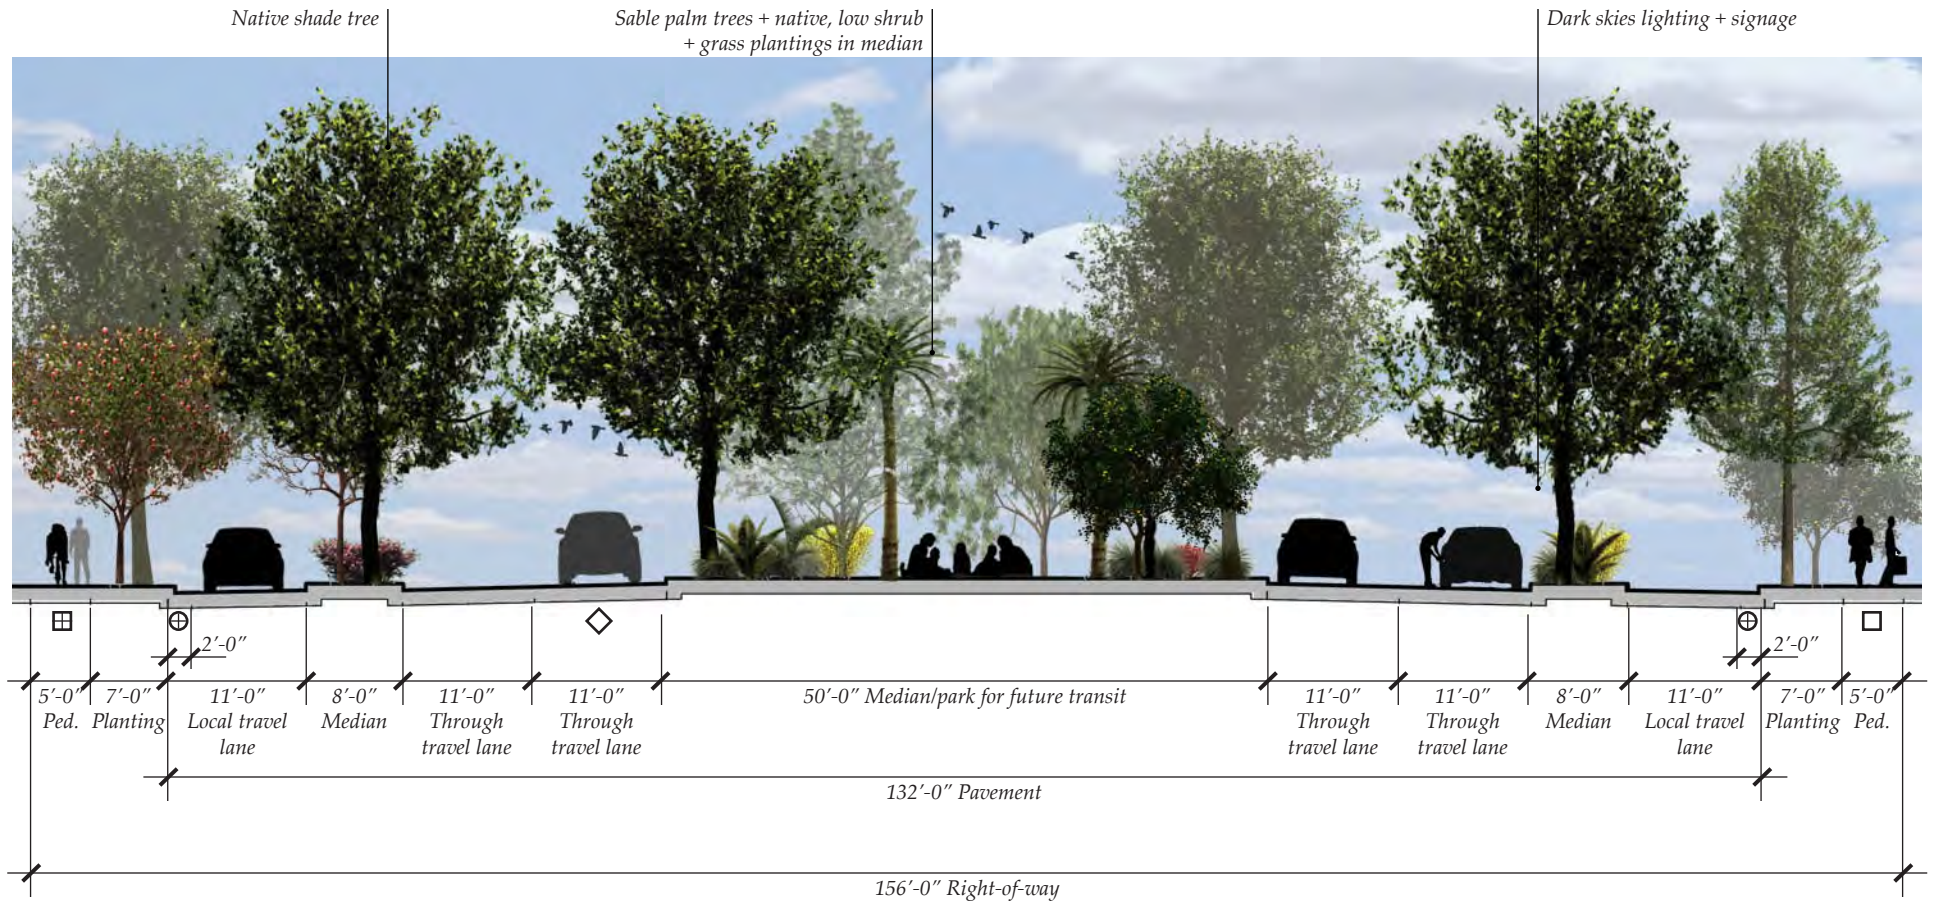 Native shade tree
Sable palm trees + native, low shrub
+ grass plantings in median
Dark skies lighting + signage
2’-0”
2’-0”
5’-0”
Ped.
7’-0”
Planting
11’-0”
Local travel
lane
8’-0”
Median
11’-0”
Through
travel lane
11’-0”
Through
travel lane
50’-0” Median/park for future transit
11’-0”
Through
travel lane
11’-0”
Through
travel lane
8’-0”
Median
11’-0”
Local travel
lane
7’-0”
Planting
5’-0”
Ped.
132’-0” Pavement
156’-0” Right-of-way